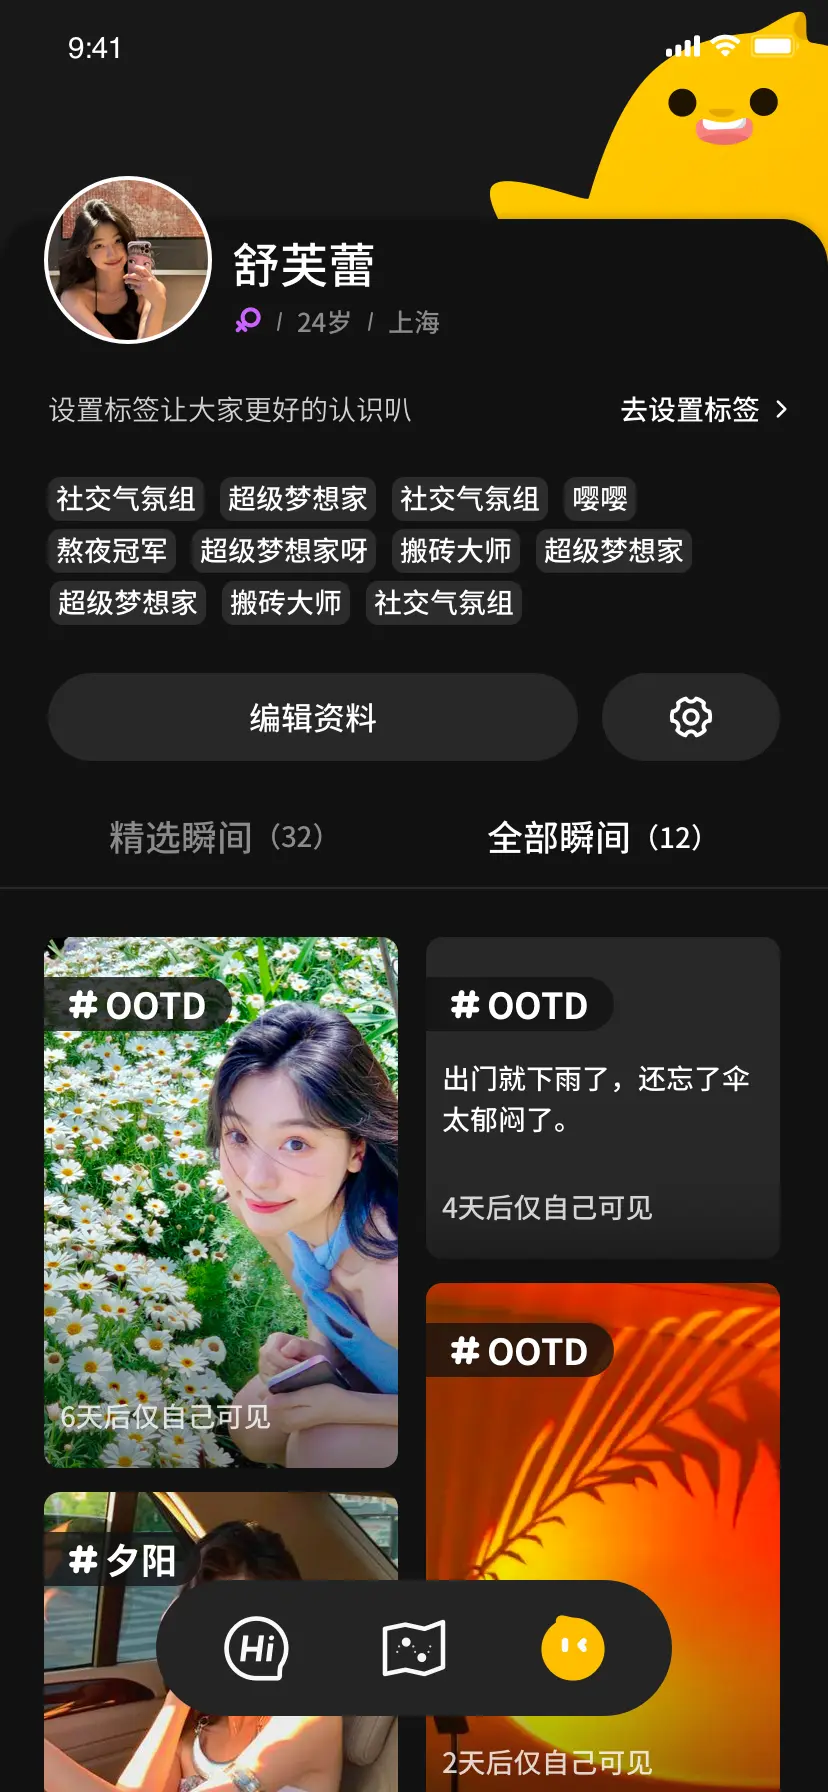 9:41
舒芙蕾
/ 24岁 / 上海
设置标签让大家更好的认识叭
去设置标签
社交气氛组 超级梦想家 社交气氛组 嘤嘤
熬夜冠军 超级梦想家呀 搬砖大师 超级梦想家
超级梦想家 搬砖大师 社交气氛组
编辑资料
精选瞬间（32）
全部瞬间（12）
# OOTD
6天后仅自己可见
# OOTD
出门就下雨了，还忘了伞
太郁闷了。
4天后仅自己可见
# OOTD
2天后仅自己可见
# 夕阳
Hi